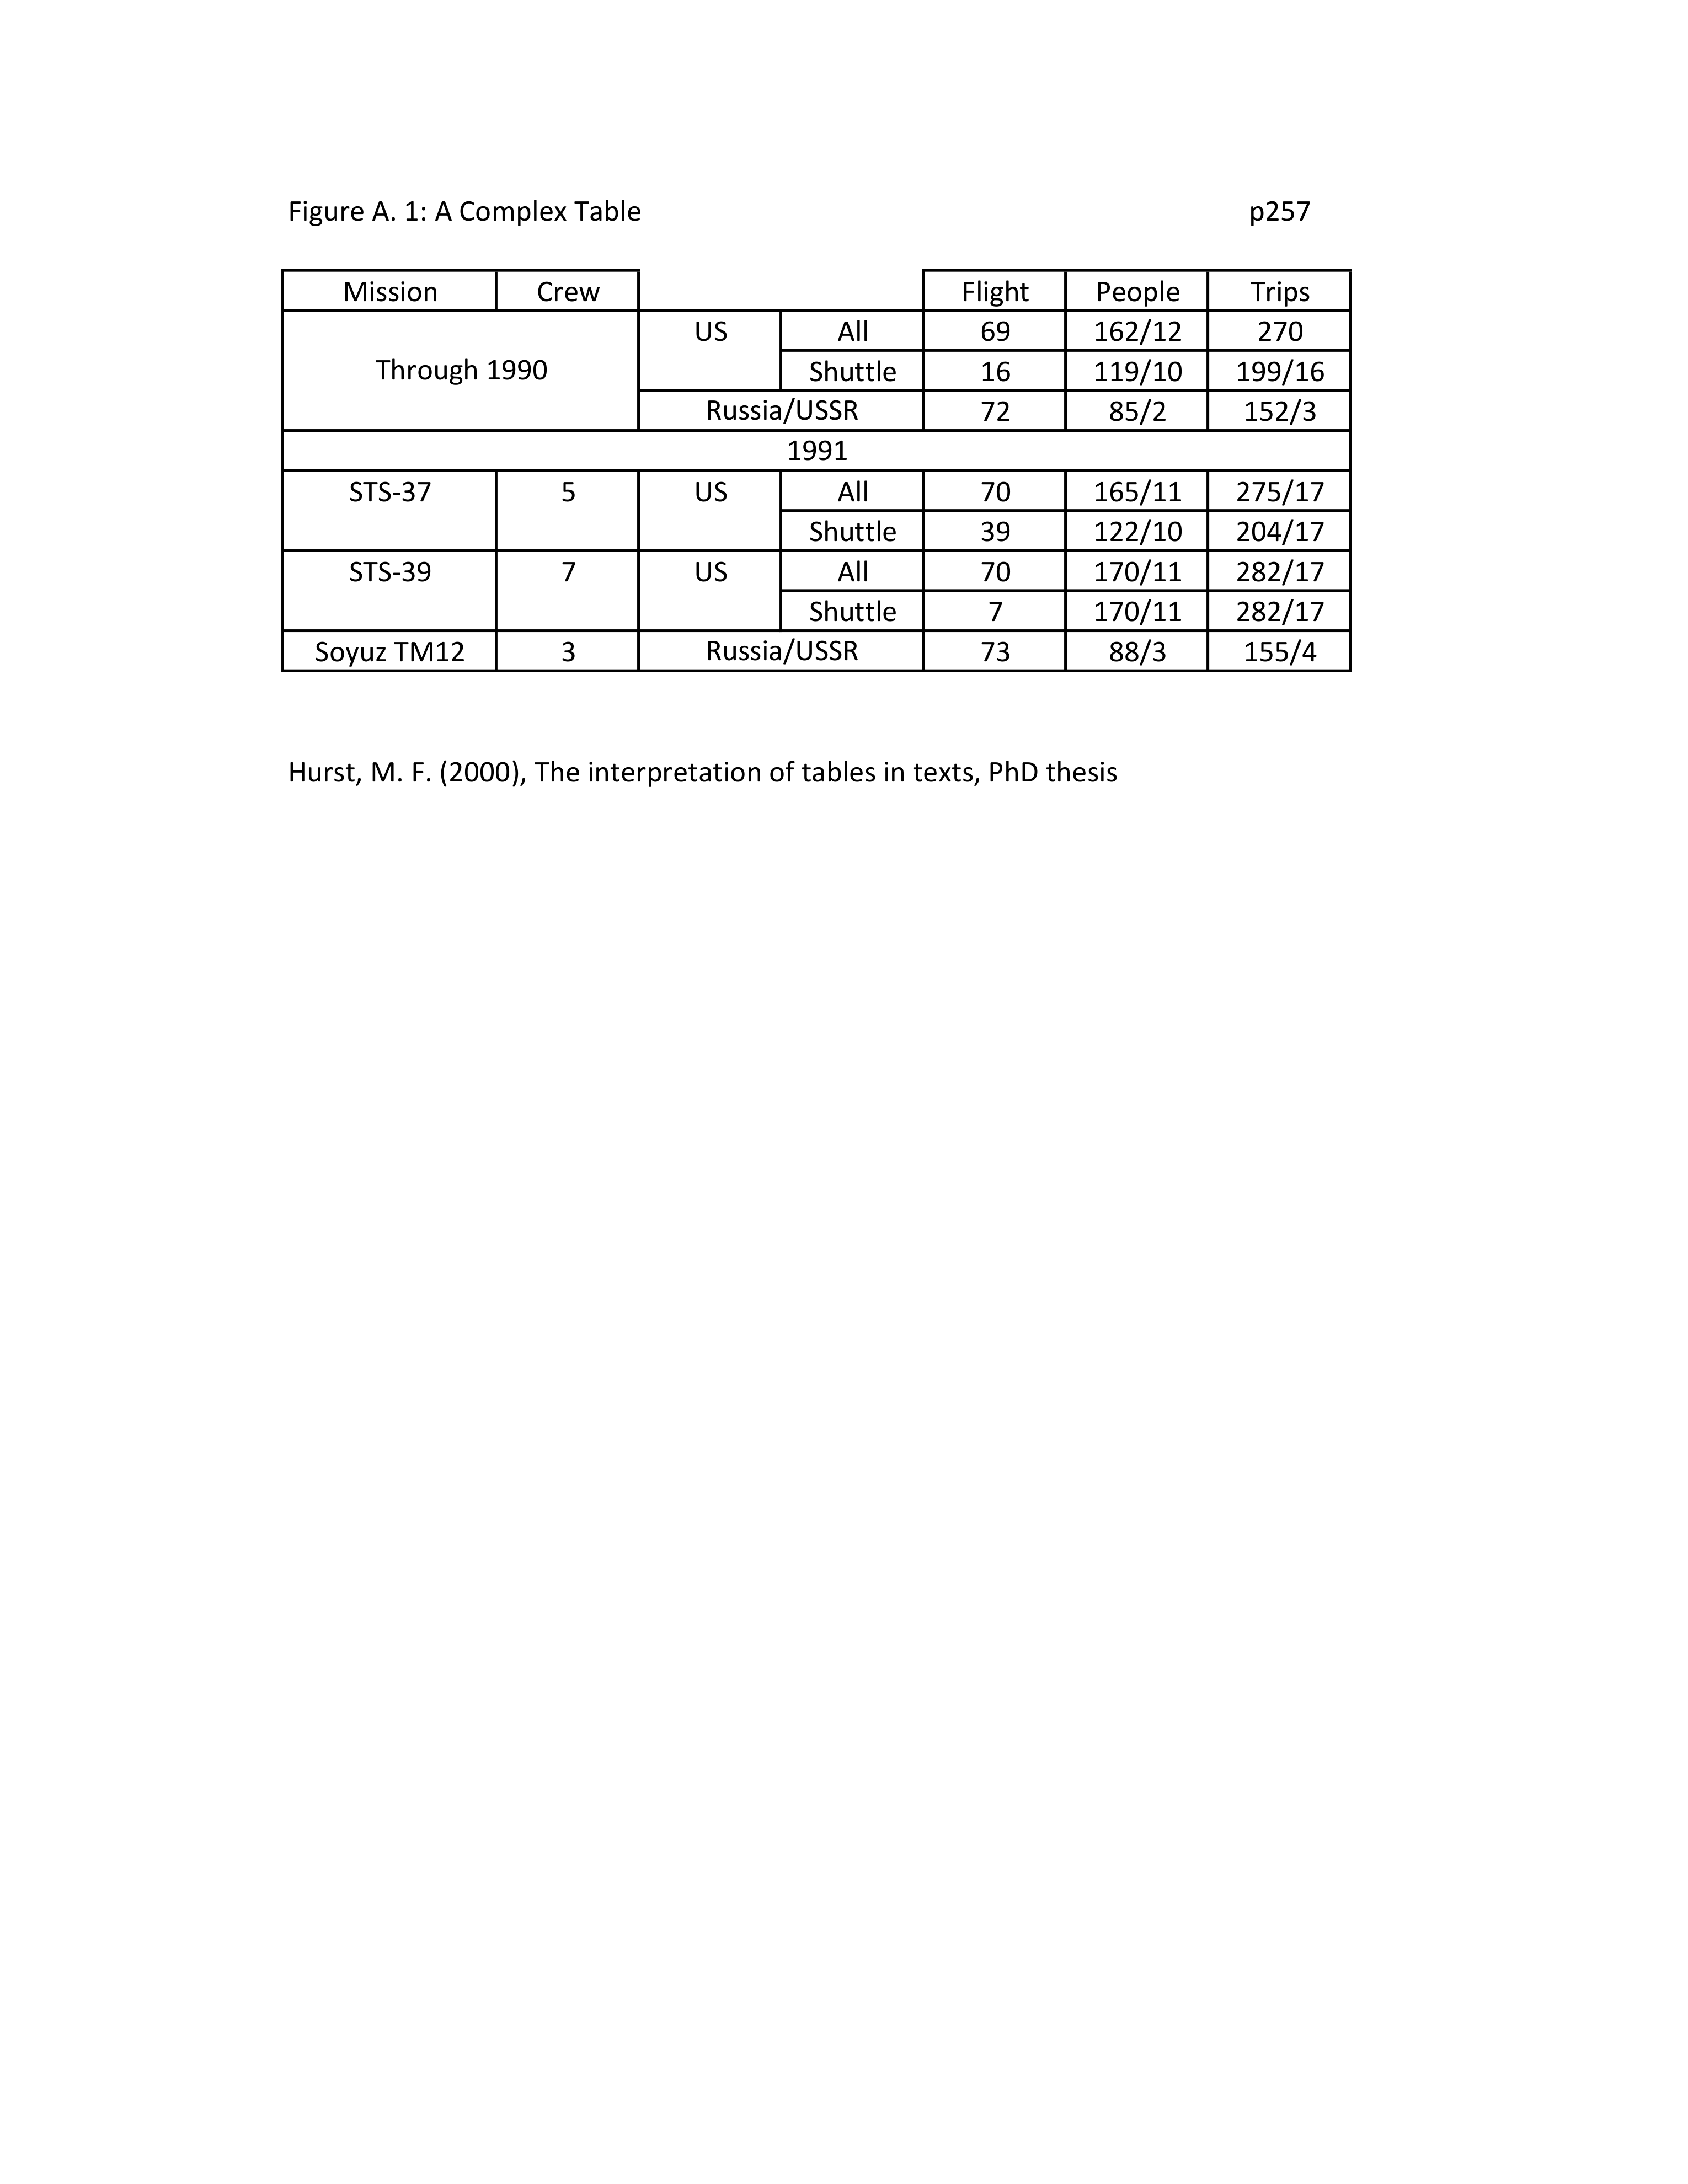 Figure A. 1: A Complex Table p257
Mission Crew Flight People Trips
Through 1990 US All 69 162/12 270
Shuttle 16 119/10 199/16
Russia/USSR 72 85/2 152/3
1991
STS-37 5 US All 70 165/11 275/17
Shuttle 39 122/10 204/17
STS-39 7 US All 70 170/11 282/17
Shuttle 7 170/11 282/17
Soyuz TM12 3 Russia/USSR 73 88/3 155/4
Hurst, M. F. (2000), The interpretation of tables in texts, PhD thesis